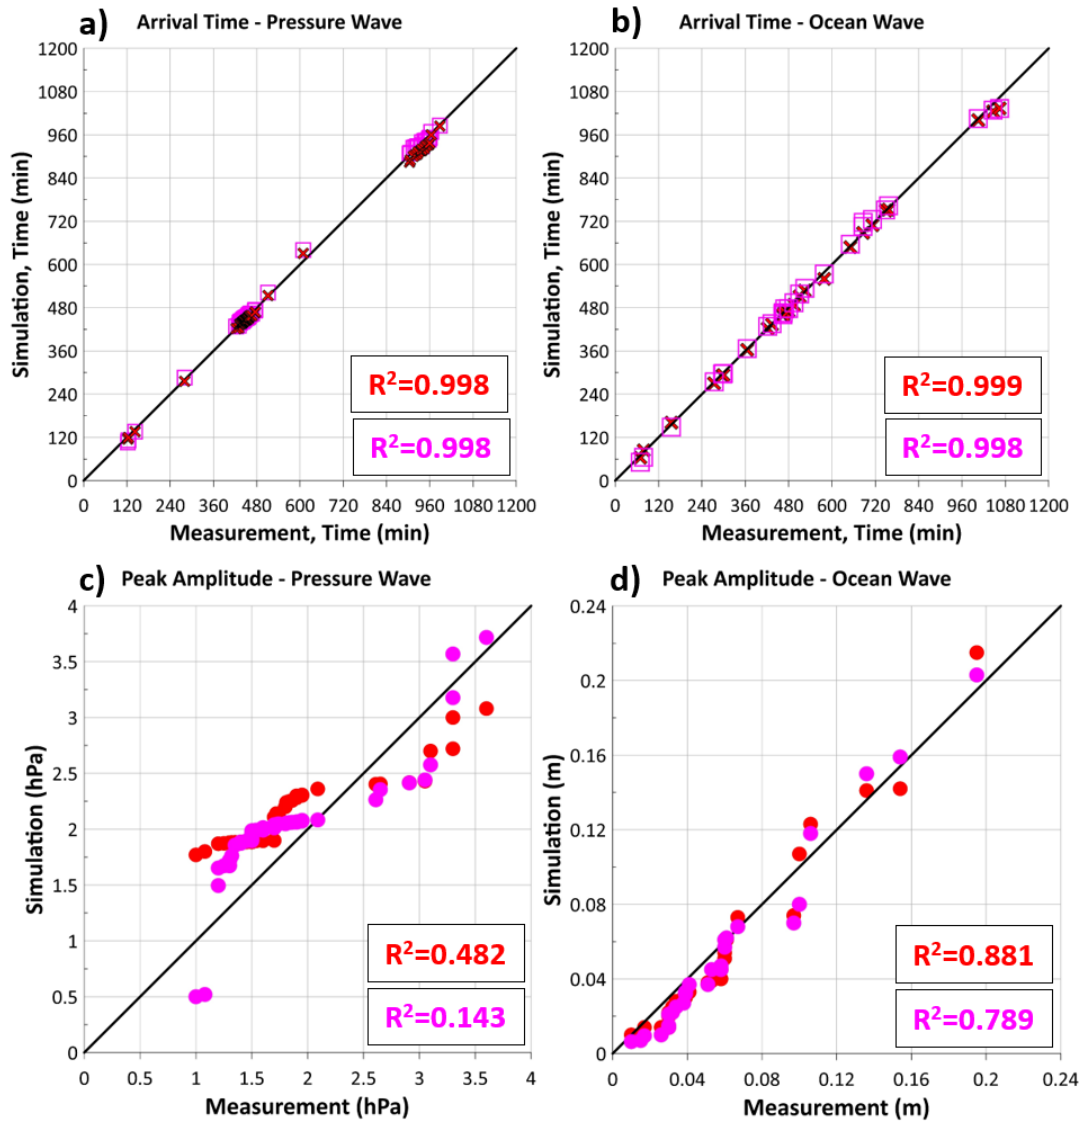 a) Arrival Time - Pressure Wave
1200
1080
960
840
720
600
480
360
240
120
0
Simulation, Time (min)
R²=0.998
R²=0.998
0 120 240 360 480 600 720 840 960 1080 1200
Measurement, Time (min)
b) Arrival Time - Ocean Wave
1200
1080
960
840
720
600
480
360
240
120
0
Simulation, Time (min)
R²=0.999
R²=0.998
0 120 240 360 480 600 720 840 960 1080 1200
Measurement, Time (min)
c) Peak Amplitude - Pressure Wave
4
3.5
3
2.5
2
1.5
1
0.5
0
Simulation (hPa)
R²=0.482
R²=0.143
0 0.5 1 1.5 2 2.5 3 3.5 4
Measurement (hPa)
d) Peak Amplitude - Ocean Wave
0.24
0.2
0.16
0.12
0.08
0.04
0
Simulation (m)
R²=0.881
R²=0.789
0 0.04 0.08 0.12 0.16 0.2 0.24
Measurement (m)